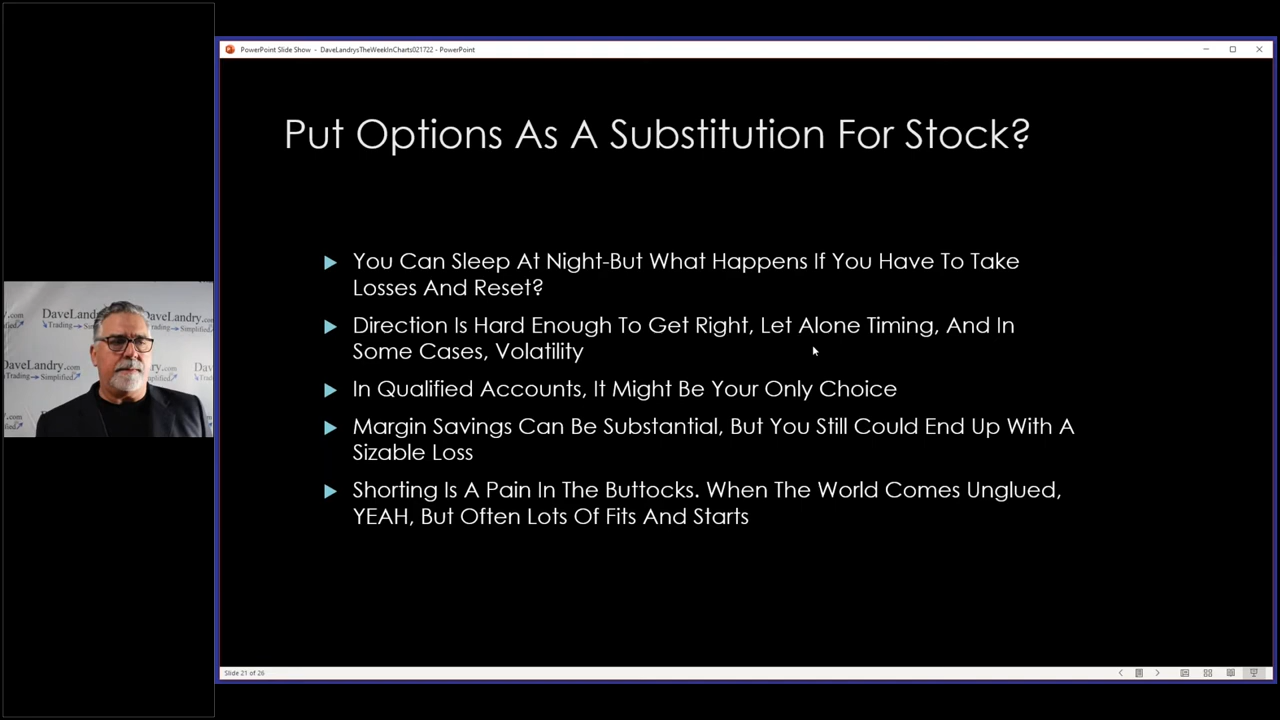 PowerPoint Slide Show - DaveLandrysTheWeekInCharts021722 - PowerPoint
Put Options As A Substitution For Stock?
You Can Sleep At Night-But What Happens If You Have To Take
Losses And Reset?
Direction Is Hard Enough To Get Right, Let Alone Timing, And In
Some Cases, Volatility
In Qualified Accounts, It Might Be Your Only Choice
Margin Savings Can Be Substantial, But You Still Could End Up With A
Sizable Loss
Shorting Is A Pain In The Buttocks. When The World Comes Unglued,
YEAH, But Often Lots Of Fits And Starts
DaveLandry.com
Trading Simplified
Slide 21 of 26